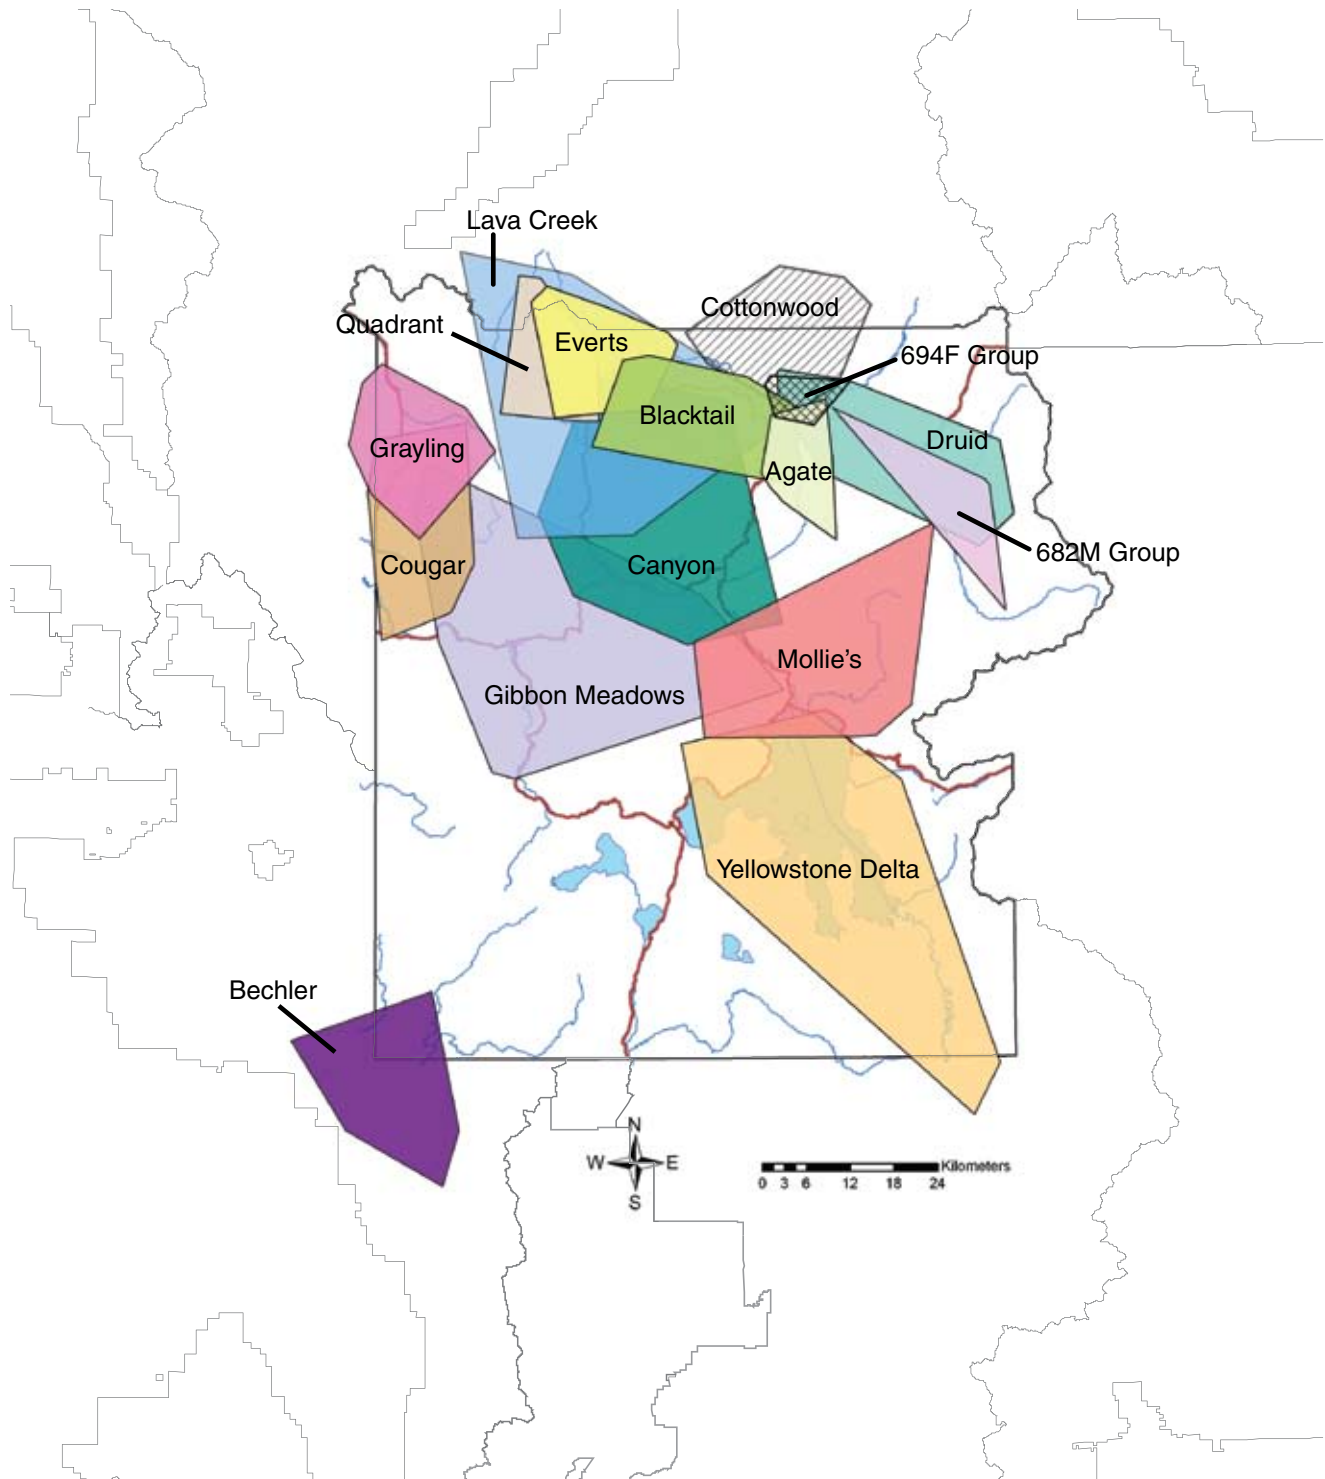 Lava Creek
Cottonwood
Quadrant
Everts
694F Group
Blacktail
Druid
Grayling
Agate
682M Group
Cougar
Canyon
Mollie's
Gibbon Meadows
Yellowstone Delta
Bechler
N
W E
S
Kilometers
0 3 6 12 18 24